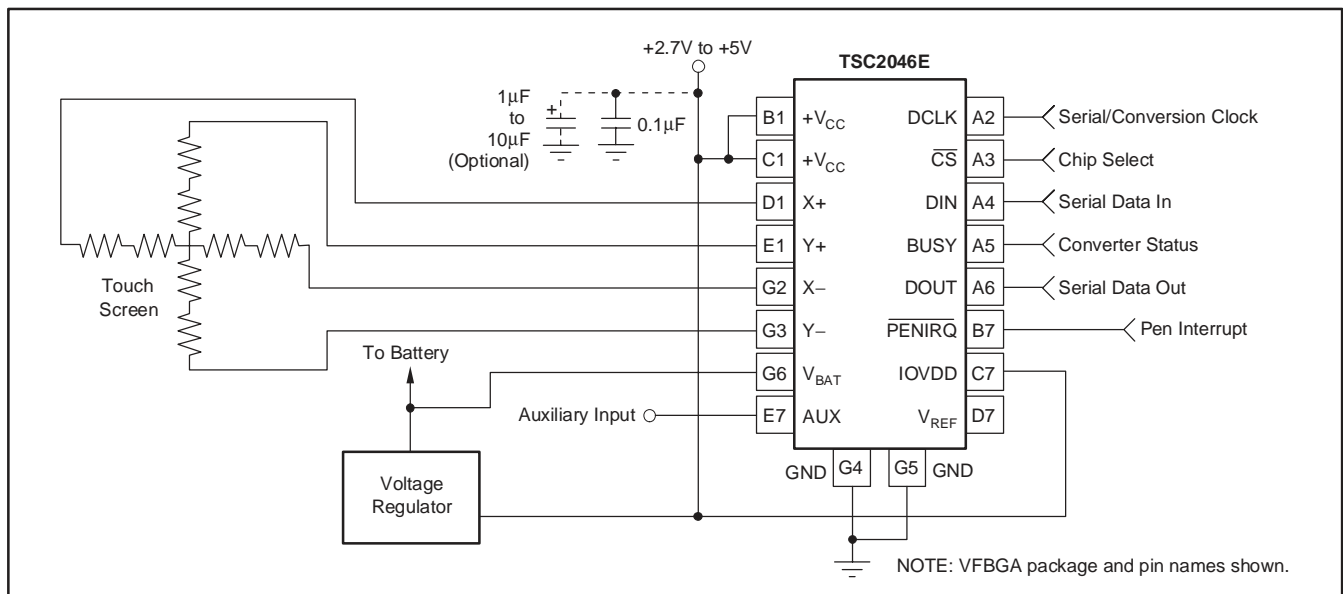 +2.7V to +5V
TSC2046E
1µF
to
10µF
(Optional)
+
0.1µF
B1 +VCC
C1 +VCC
D1 X+
E1 Y+
G2 X−
G3 Y−
G6 VBAT
E7 AUX
DCLK A2 Serial/Conversion Clock
CS A3 Chip Select
DIN A4 Serial Data In
BUSY A5 Converter Status
DOUT A6 Serial Data Out
PENIRQ B7 Pen Interrupt
IOVDD C7
VREF D7
Touch
Screen
To Battery
Auxiliary Input
Voltage
Regulator
GND G4 G5 GND
NOTE: VFBGA package and pin names shown.